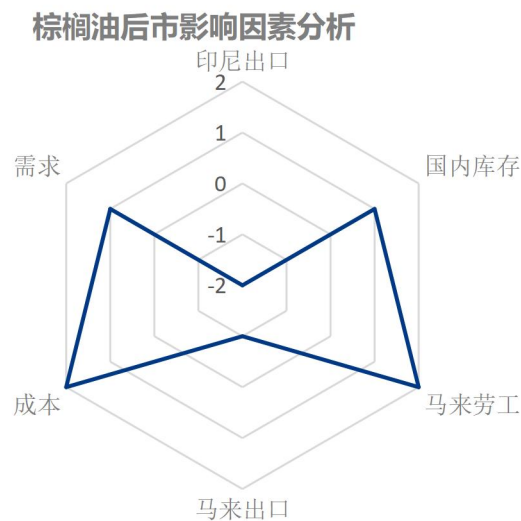 棕榈油后市影响因素分析
印尼出口
2
1
0
-1
-2
需求
国内库存
成本
马来劳工
马来出口